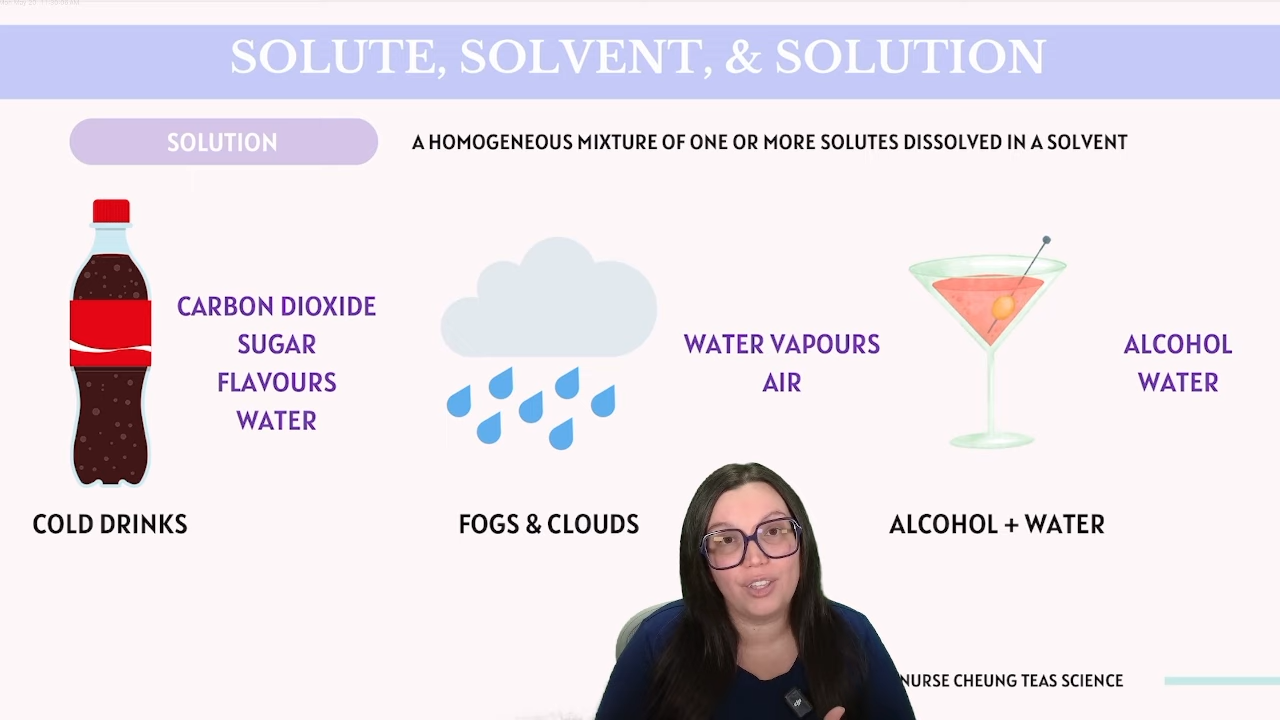 SOLUTE, SOLVENT, & SOLUTION
SOLUTION
A HOMOGENEOUS MIXTURE OF ONE OR MORE SOLUTES DISSOLVED IN A SOLVENT
CARBON DIOXIDE
SUGAR
FLAVOURS
WATER
WATER VAPOURS
AIR
ALCOHOL
WATER
COLD DRINKS
FOGS & CLOUDS
ALCOHOL + WATER
NURSE CHEUNG TEAS SCIENCE